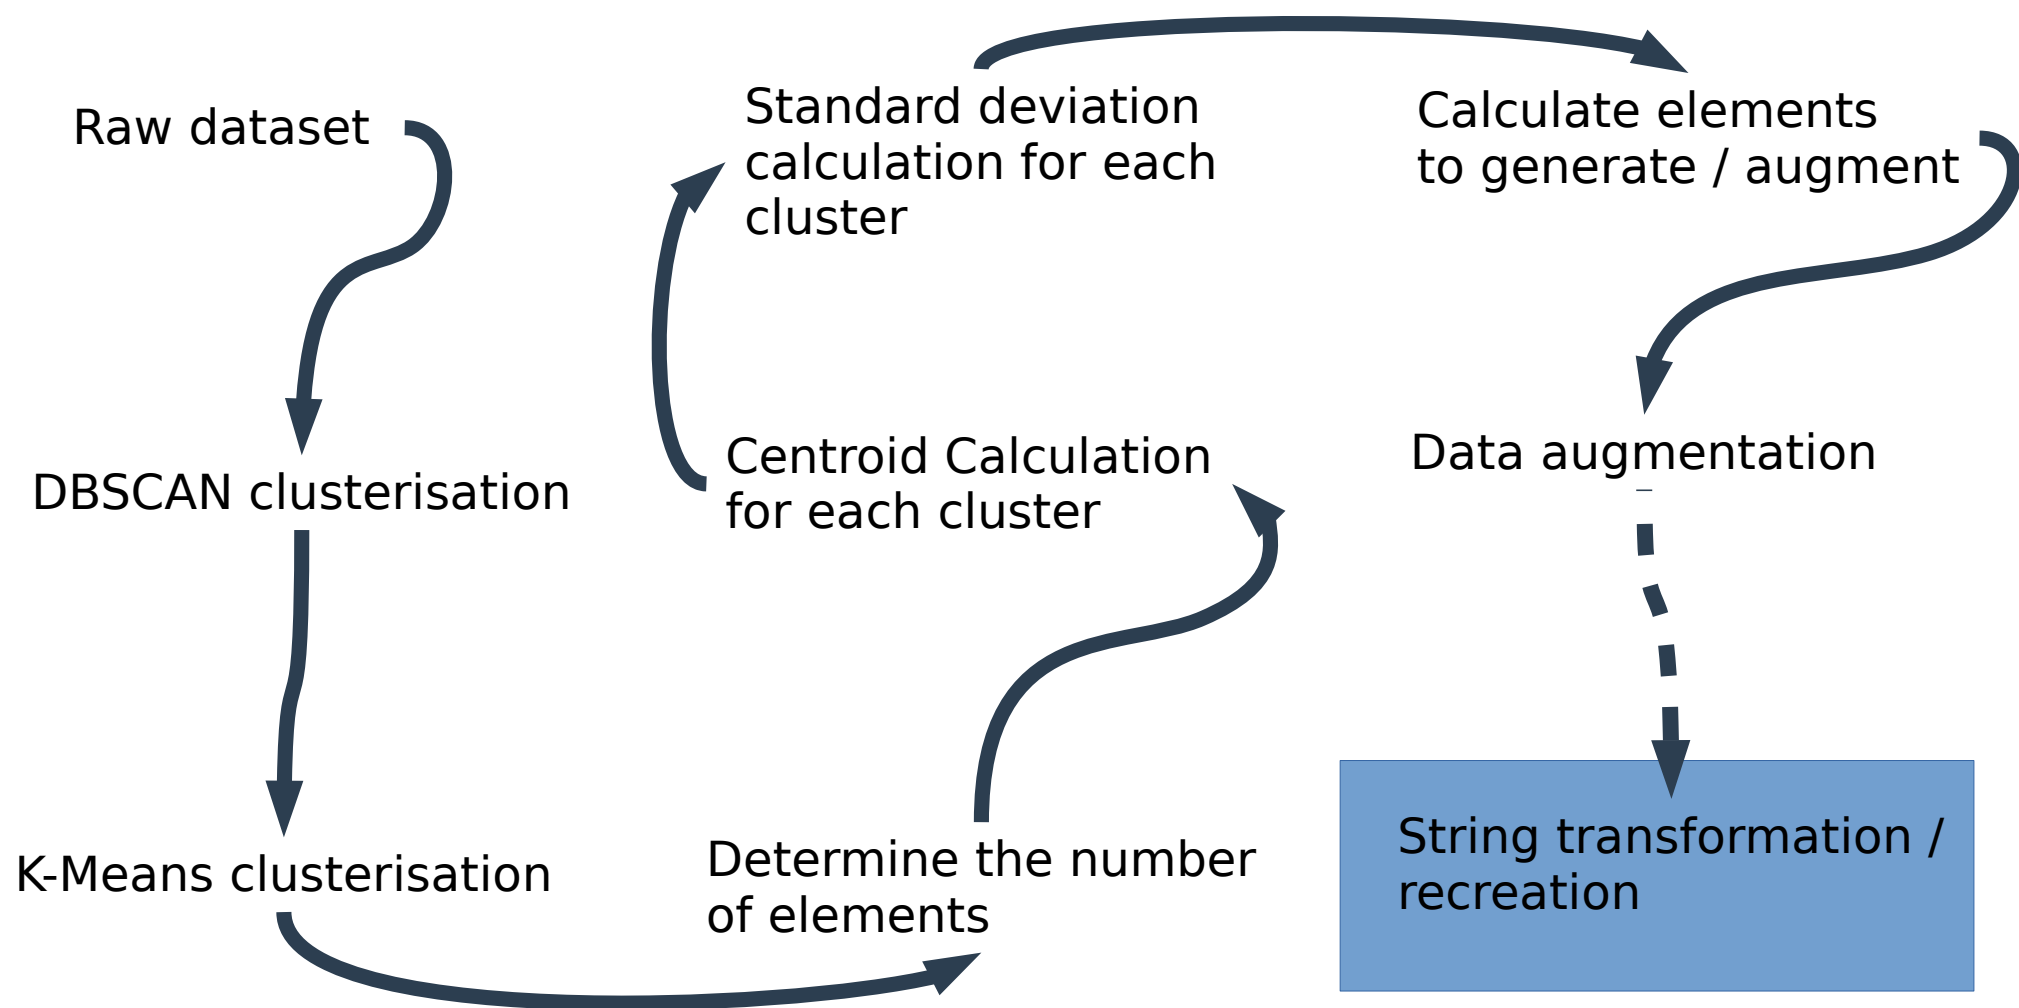 Raw dataset
DBSCAN clusterisation
K-Means clusterisation
Determine the number
of elements
Centroid Calculation
for each cluster
Standard deviation
calculation for each
cluster
Calculate elements
to generate / augment
Data augmentation
String transformation /
recreation